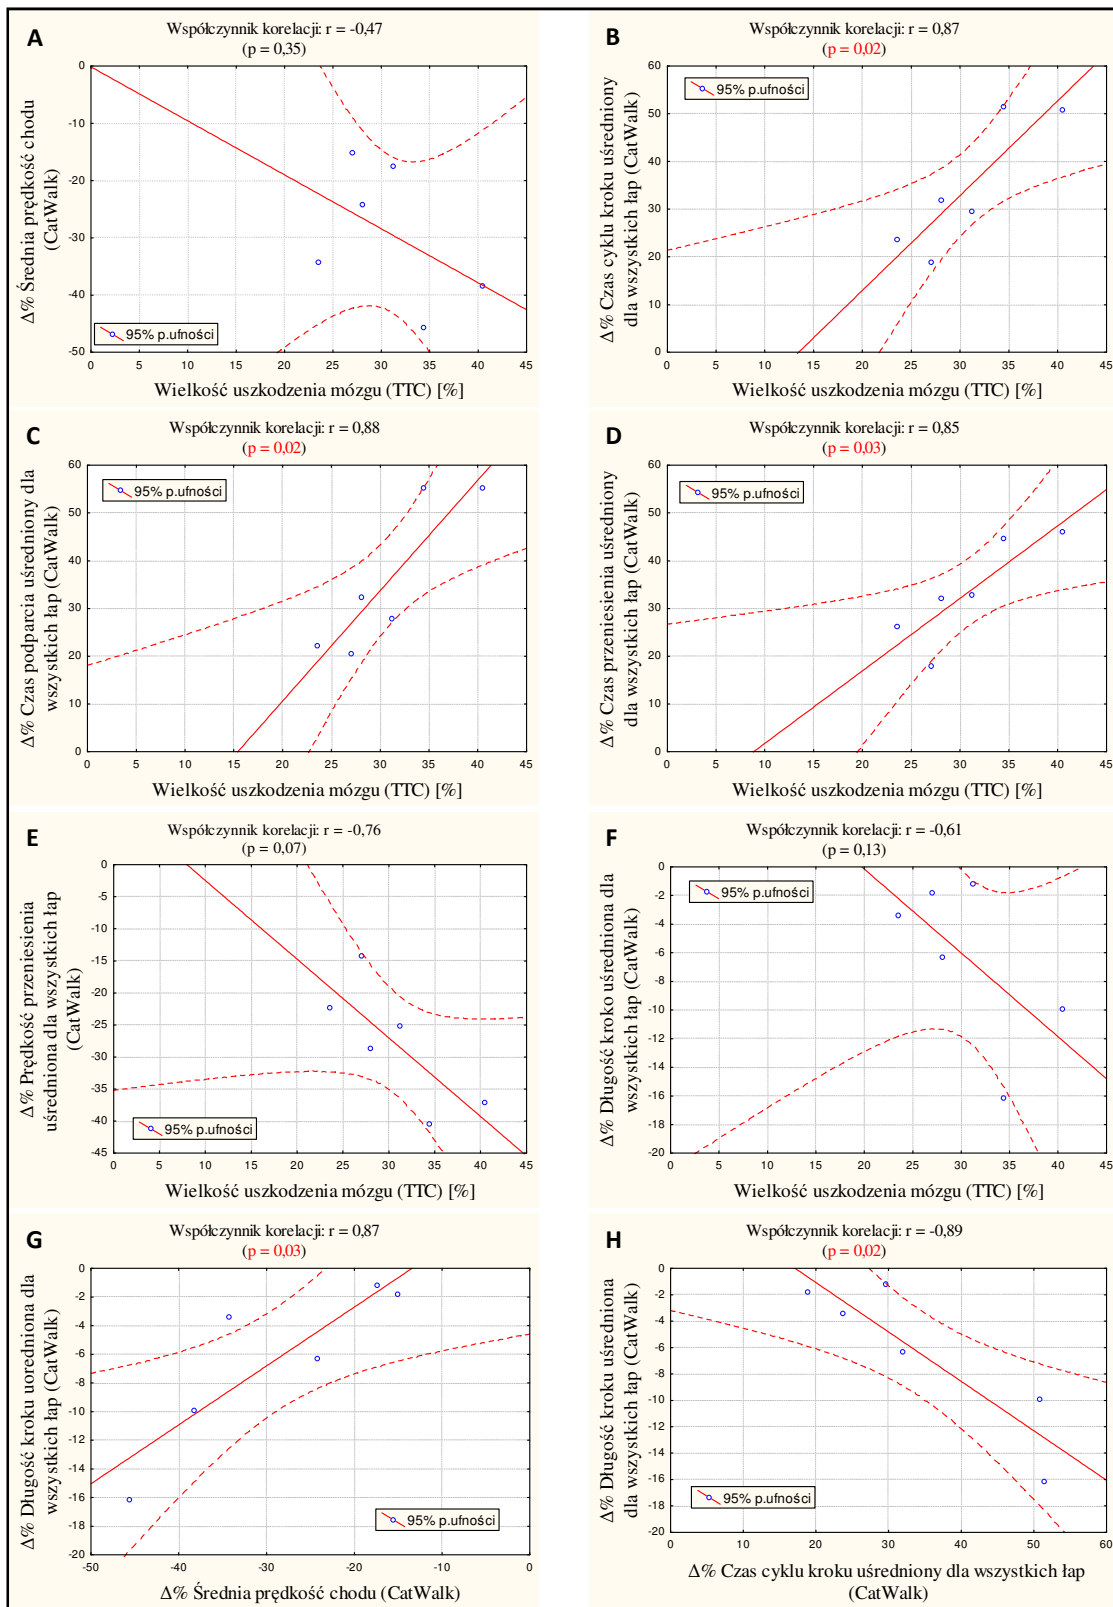 A
Współczynnik korelacji: r = -0,47
(p = 0,35)
Δ% Średnia prędkość chodu
(CatWalk)
0
-10
-20
-30
-40
-50
95% p.ufności
0 5 10 15 20 25 30 35 40 45
Wielkość uszkodzenia mózgu (TTC) [%]
B
Współczynnik korelacji: r = 0,87
(p = 0,02)
Δ% Czas cyklu kroku uśredniony
dla wszystkich łap (CatWalk)
60
50
40
30
20
10
0
95% p.ufności
0 5 10 15 20 25 30 35 40 45
Wielkość uszkodzenia mózgu (TTC) [%]
C
Współczynnik korelacji: r = 0,88
(p = 0,02)
Δ% Czas podparcia uśredniony dla
wszystkich łap (CatWalk)
60
50
40
30
20
10
0
95% p.ufności
0 5 10 15 20 25 30 35 40 45
Wielkość uszkodzenia mózgu (TTC) [%]
D
Współczynnik korelacji: r = 0,85
(p = 0,03)
Δ% Czas przeniesienia uśredniony
dla wszystkich łap (CatWalk)
60
50
40
30
20
10
0
95% p.ufności
0 5 10 15 20 25 30 35 40 45
Wielkość uszkodzenia mózgu (TTC) [%]
E
Współczynnik korelacji: r = -0,76
(p = 0,07)
Δ% Prędkość przeniesienia
uśredniona dla wszystkich łap
(CatWalk)
0
-5
-10
-15
-20
-25
-30
-35
-40
-45
95% p.ufności
0 5 10 15 20 25 30 35 40 45
Wielkość uszkodzenia mózgu (TTC) [%]
F
Współczynnik korelacji: r = -0,61
(p = 0,13)
Δ% Długość kroko uśredniona dla
wszystkich łap (CatWalk)
0
-2
-4
-6
-8
-10
-12
-14
-16
-18
-20
95% p.ufności
0 5 10 15 20 25 30 35 40 45
Wielkość uszkodzenia mózgu (TTC) [%]
G
Współczynnik korelacji: r = 0,87
(p = 0,03)
Δ% Długość kroku uoredniona dla
wszystkich łap (CatWalk)
0
-2
-4
-6
-8
-10
-12
-14
-16
-18
-20
95% p.ufności
-50 -40 -30 -20 -10 0
Δ% Średnia prędkość chodu (CatWalk)
H
Współczynnik korelacji: r = -0,89
(p = 0,02)
Δ% Długość kroku uśredniona
dla wszystkich łap (CatWalk)
0
-2
-4
-6
-8
-10
-12
-14
-16
-18
-20
95% p.ufności
0 10 20 30 40 50 60
Δ% Czas cyklu kroku uśredniony dla wszystkich łap
(CatWalk)